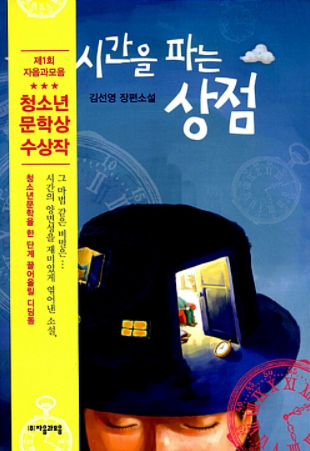 시간을 파는
상점
김선영 장편소설
제1회
자음과모음
★★★
청소년
문학상
수상작
그 마법 같은 비밀은…
시간의 양면성을 재미있게 엮어낸 소설,
청소년문학을 한 단계 끌어올릴 디딤돌
(주)자음과모음